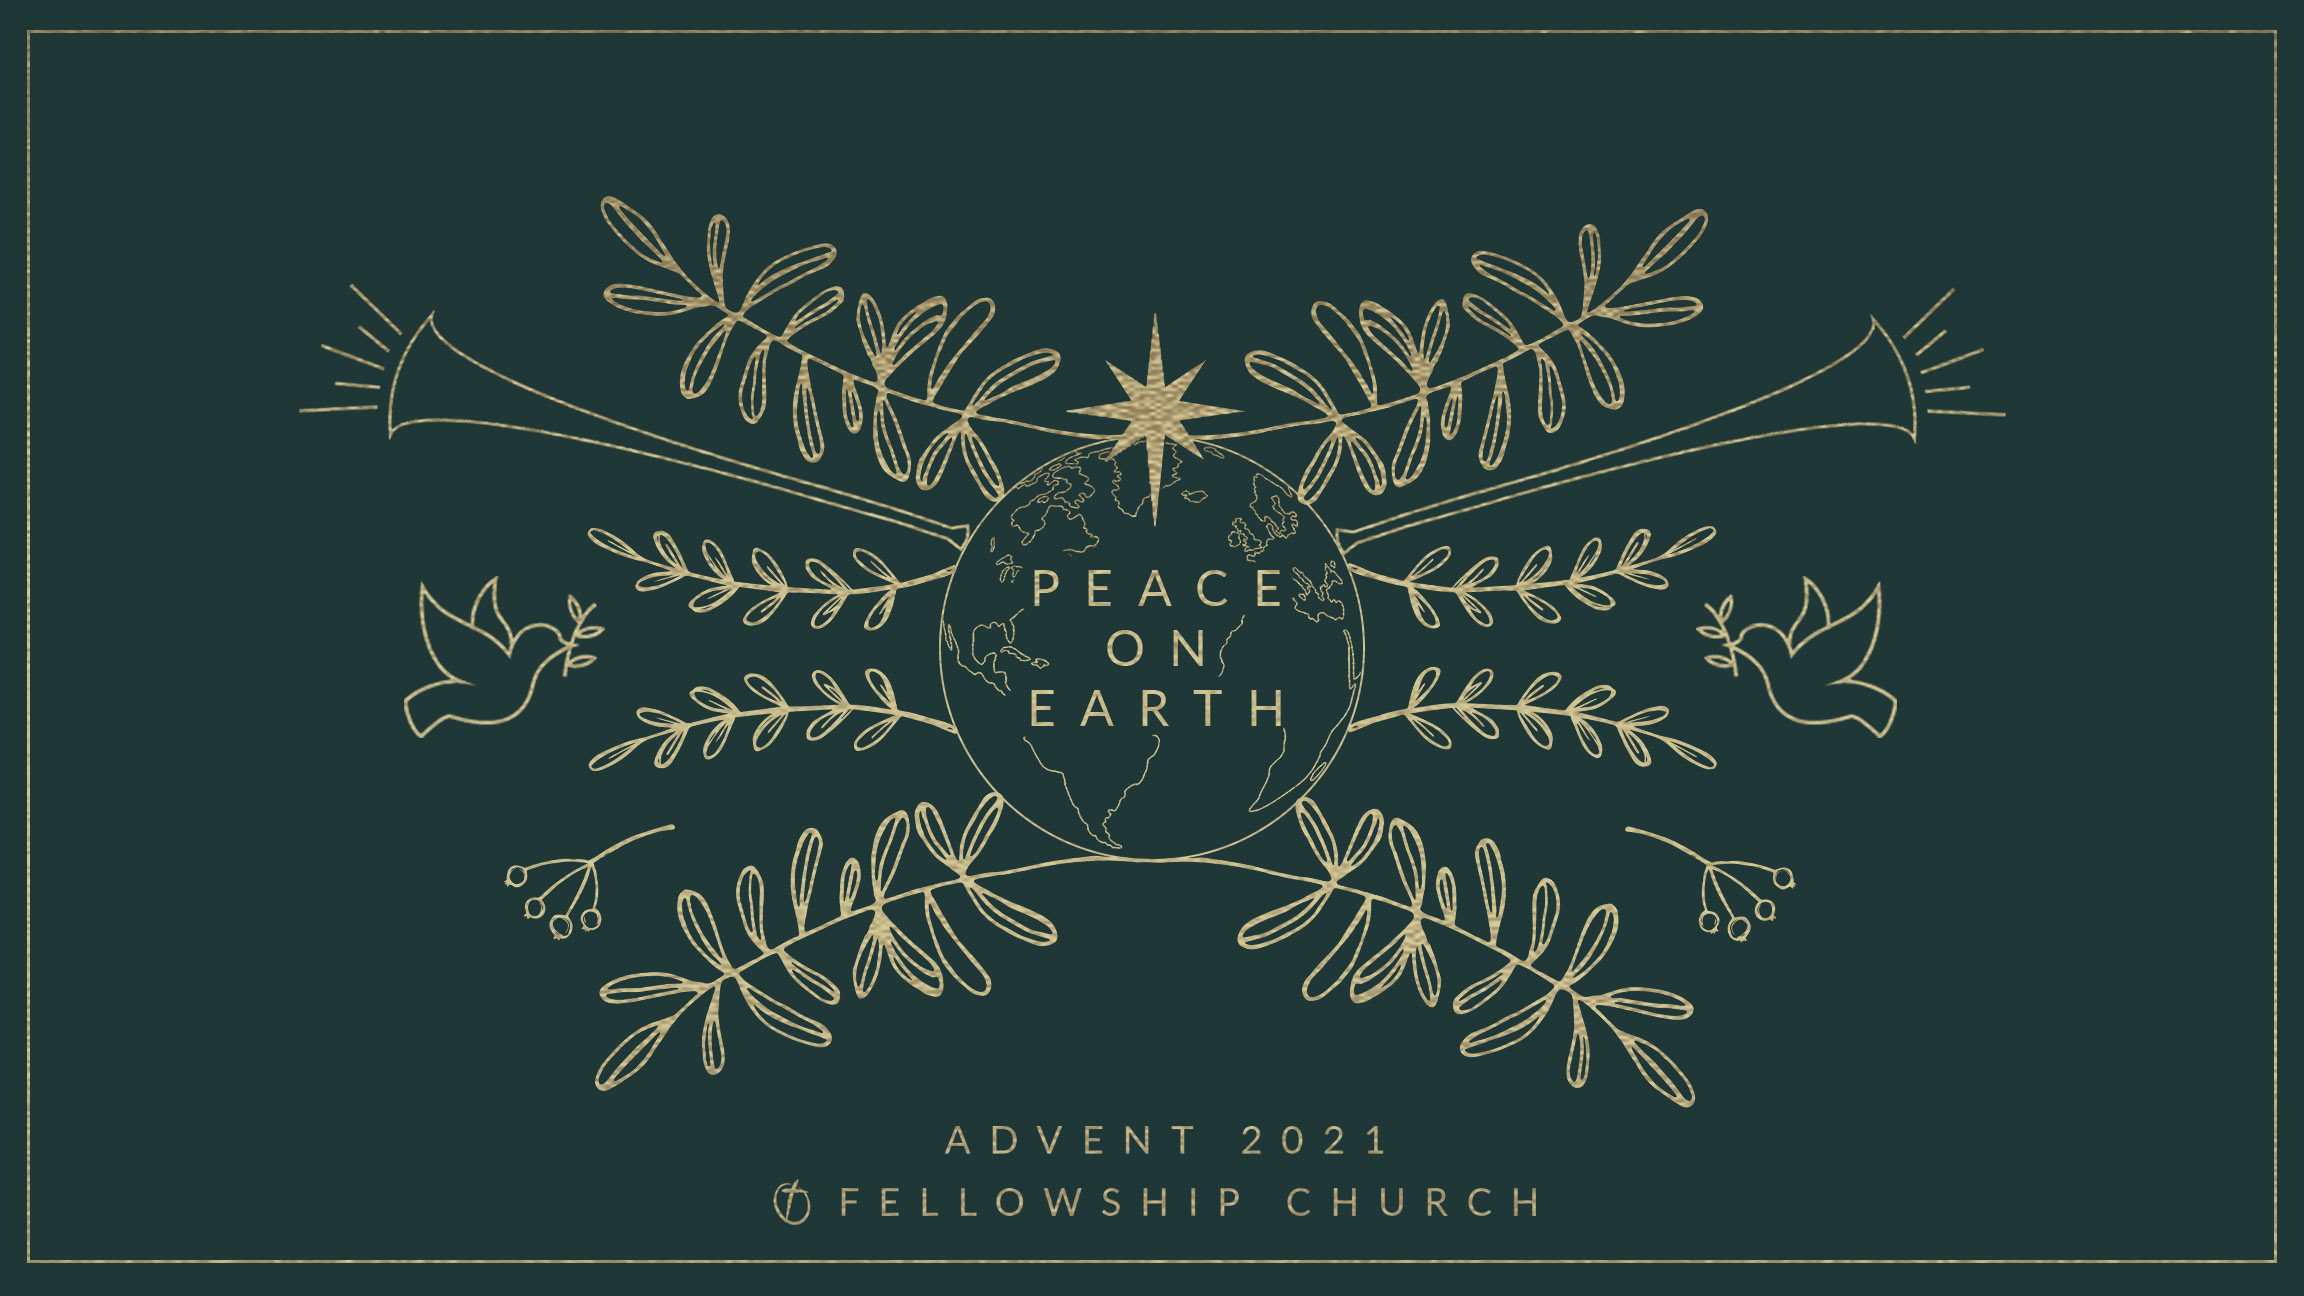 PEACE
ON
EARTH
ADVENT 2021
FELLOWSHIP CHURCH